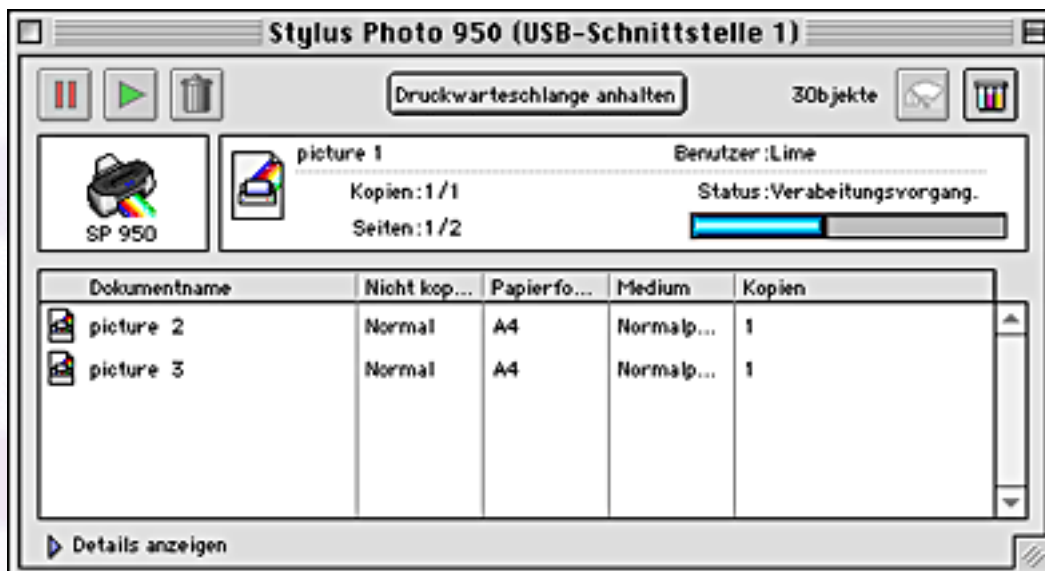 Stylus Photo 950 (USB-Schnittstelle 1)
Druckwarteschlange anhalten
3Objekte
picture 1 Benutzer :Lime
Kopien :1/1 Status :Verabeitungsvorgang.
Seiten :1/2
SP 950
Dokumentname Nicht kop... Papierfo... Medium Kopien
picture 2 Normal A4 Normalp... 1
picture 3 Normal A4 Normalp... 1
Details anzeigen